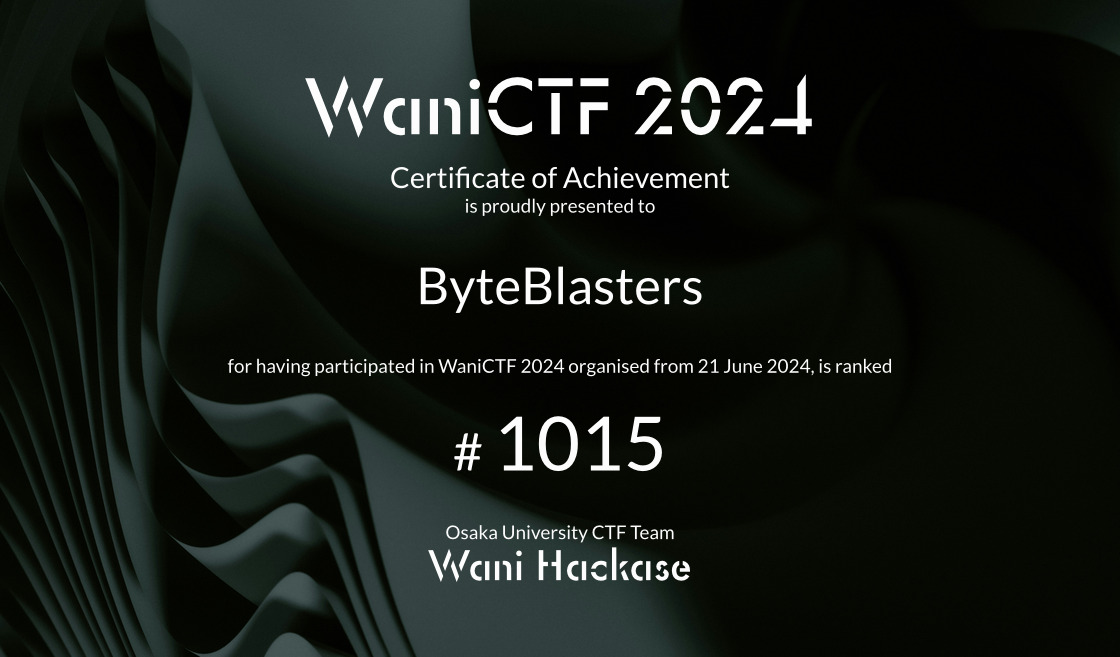 WaniCTF 2024
Certificate of Achievement
is proudly presented to
ByteBlasters
for having participated in WaniCTF 2024 organised from 21 June 2024, is ranked
# 1015
Osaka University CTF Team
Wani Hackase